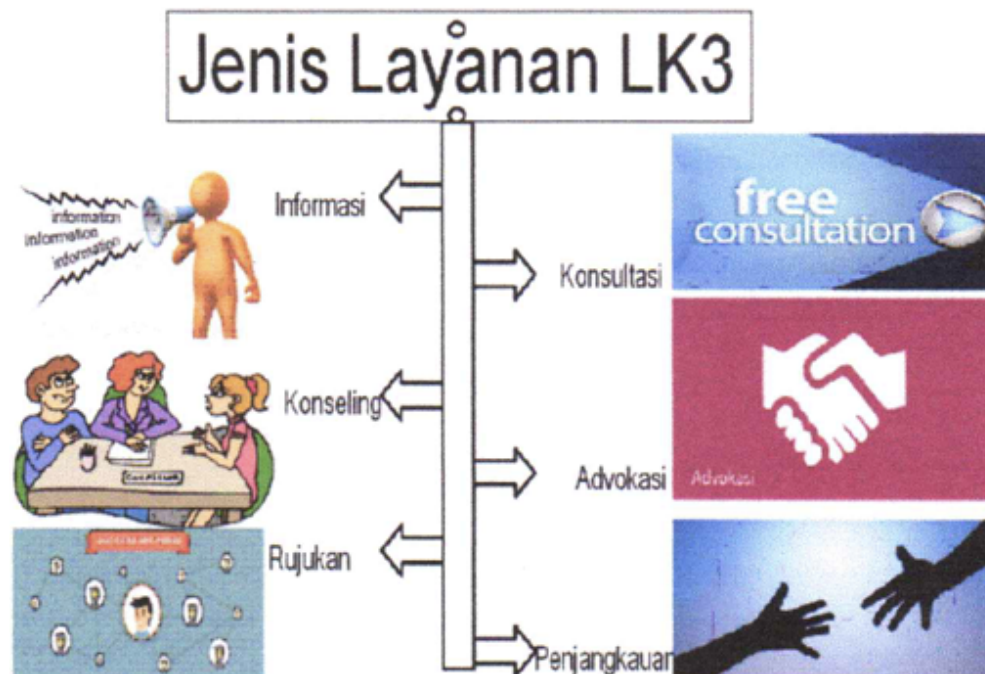 Jenis Layanan LK3
Informasi
information
information
information
free
consultation
Konsultasi
Konseling
Advokasi
Advokasi
Rujukan
Penjangkauan